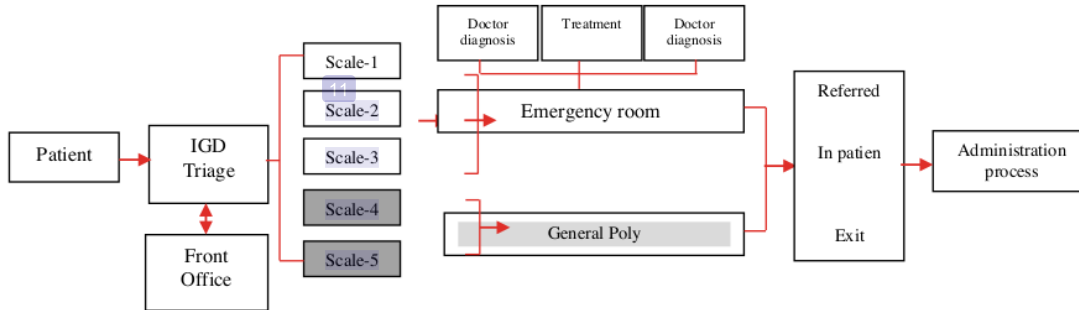 Patient
IGD
Triage
Front
Office
Scale-1
11
Scale-2
Scale-3
Scale-4
Scale-5
Doctor
diagnosis
Treatment
Doctor
diagnosis
Emergency room
General Poly
Referred
In patien
Exit
Administration
process